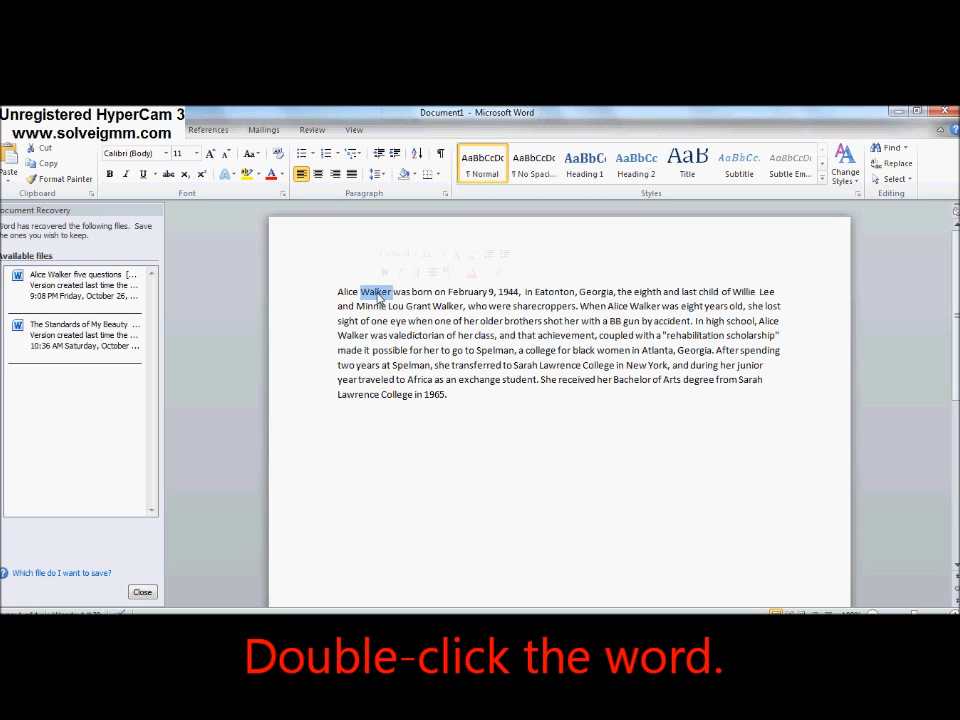 Unregistered HyperCam 3
www.solveigmm.com
Document1 - Microsoft Word
References Mailings Review View
Cut
Copy
Paste
Format Painter
Calibri (Body) 11
Clipboard Font Paragraph Styles Editing
AaBbCcDc AaBbCcDc AaBbCc AaBbCc AaB AaBbCc. AaBbCcDc
¶ Normal ¶ No Spaci... Heading 1 Heading 2 Title Subtitle Subtle Em...
Change
Styles
Find
Replace
Select
ocument Recovery
Word has recovered the following files. Save
the ones you wish to keep.
Available files
Alice Walker five questions [...
Version created last time the ...
9:08 PM Friday, October 26, ...
The Standards of My Beauty ...
Version created last time the ...
10:36 AM Saturday, October ...
Which file do I want to save?
Close
Alice Walker was born on February 9, 1944, in Eatonton, Georgia, the eighth and last child of Willie Lee
and Minnie Lou Grant Walker, who were sharecroppers. When Alice Walker was eight years old, she lost
sight of one eye when one of her older brothers shot her with a BB gun by accident. In high school, Alice
Walker was valedictorian of her class, and that achievement, coupled with a "rehabilitation scholarship"
made it possible for her to go to Spelman, a college for black women in Atlanta, Georgia. After spending
two years at Spelman, she transferred to Sarah Lawrence College in New York, and during her junior
year traveled to Africa as an exchange student. She received her Bachelor of Arts degree from Sarah
Lawrence College in 1965.
Double-click the word.